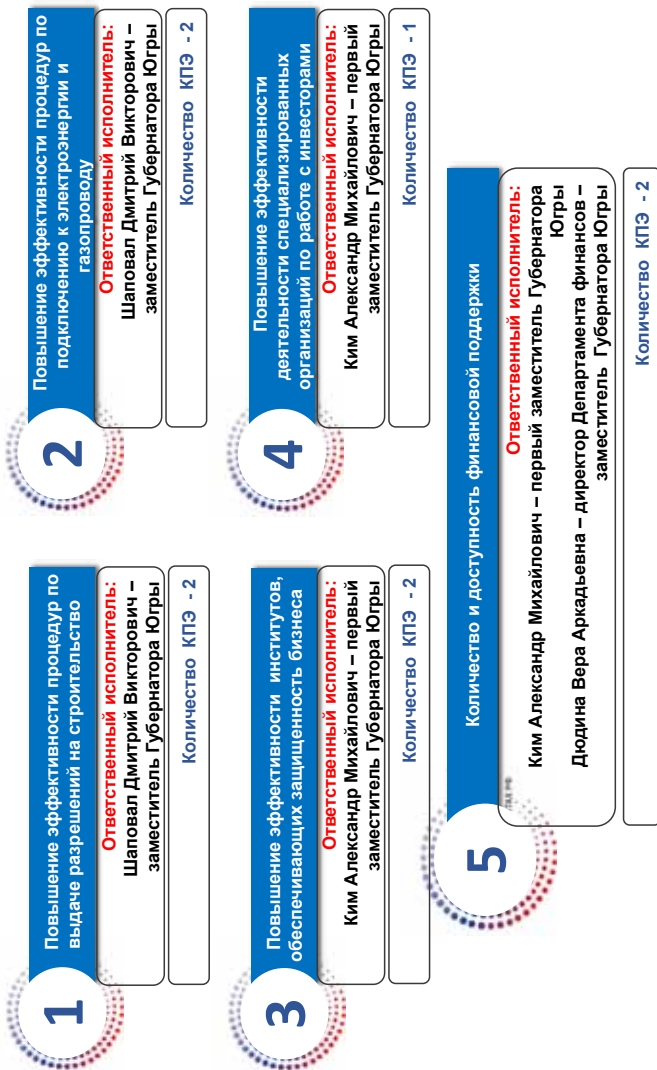 1
Повышение эффективности процедур по
выдаче разрешений на строительство
Ответственный исполнитель:
Шаповал Дмитрий Викторович –
заместитель Губернатора Югры
Количество КПЭ - 2
2
Повышение эффективности процедур по
подключению к электроэнергии и
газопроводу
Ответственный исполнитель:
Шаповал Дмитрий Викторович –
заместитель Губернатора Югры
Количество КПЭ - 2
3
Повышение эффективности институтов,
обеспечивающих защищенность бизнеса
Ответственный исполнитель:
Ким Александр Михайлович – первый
заместитель Губернатора Югры
Количество КПЭ - 2
4
Повышение эффективности
деятельности специализированных
организаций по работе с инвесторами
Ответственный исполнитель:
Ким Александр Михайлович – первый
заместитель Губернатора Югры
Количество КПЭ - 1
5
Количество и доступность финансовой поддержки
Ответственный исполнитель:
Ким Александр Михайлович – первый заместитель Губернатора
Югры
Дюдина Вера Аркадьевна – директор Департамента финансов –
заместитель Губернатора Югры
Количество КПЭ - 2